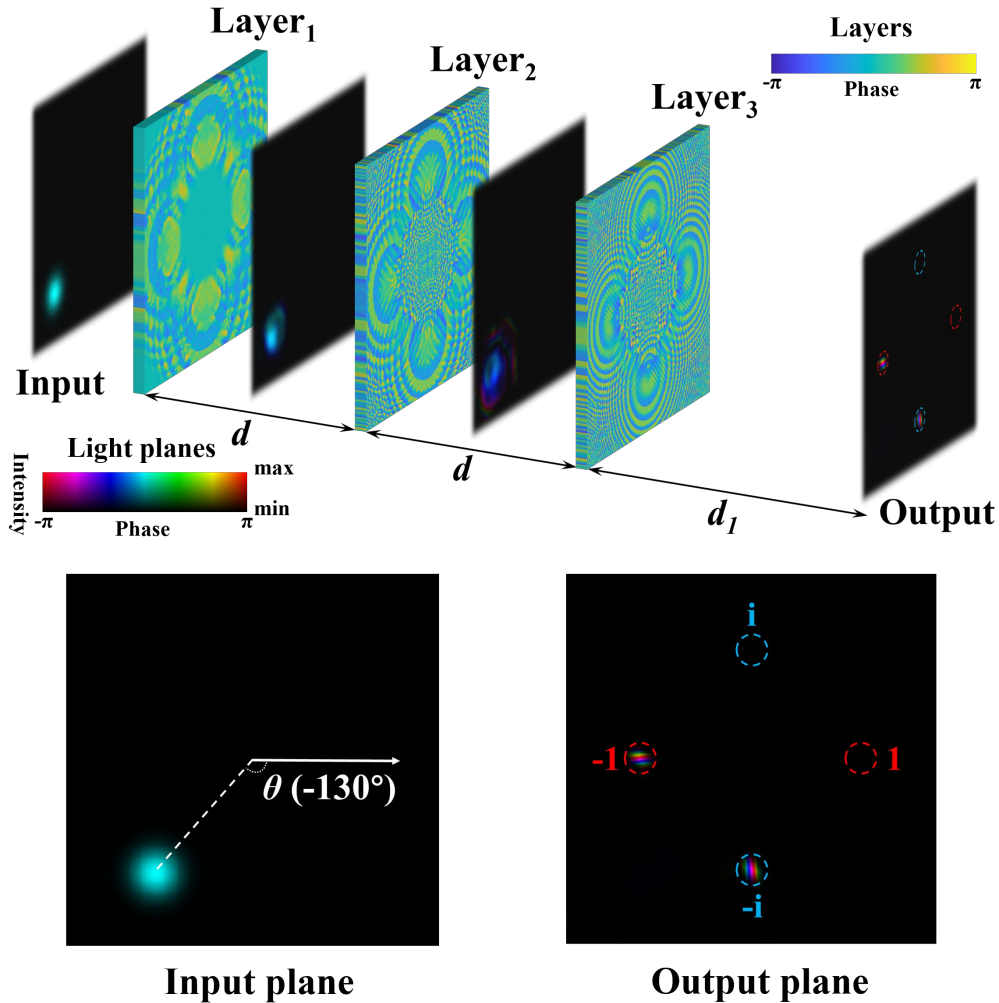 Layer₁
Layer₂
Layer₃
Layers
-π
Phase
π
Input
Light planes
Intensity
max
min
-π
Phase
π
d
d
d₁
Output
i
-1
1
-i
θ (-130°)
Input plane
Output plane